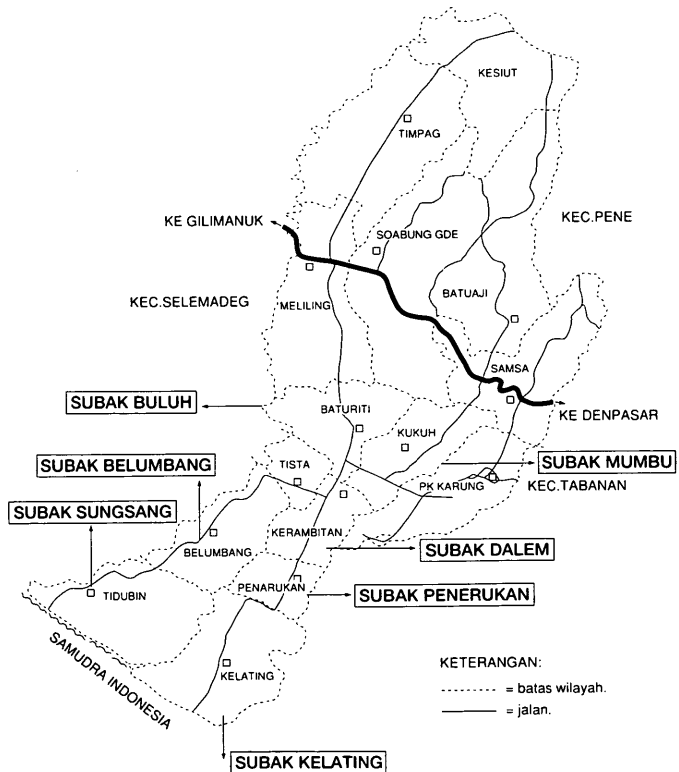 KESIUT
TIMPAG
KE GILIMANUK
SOABUNG GDE
KEC.PENE
KEC.SELEMADEG
MELILING
BATUAJI
SAMSA
SUBAK BULUH
BATURITI
KE DENPASAR
KUKUH
SUBAK BELUMBANG
TISTA
SUBAK MUMBU
PK KARUNG
KEC.TABANAN
SUBAK SUNGSANG
KERAMBITAN
BELUMBANG
SUBAK DALEM
PENARUKAN
TIDUBIN
SUBAK PENERUKAN
SAMUDRA INDONESIA
KELATING
KETERANGAN:
= batas wilayah.
= jalan.
SUBAK KELATING